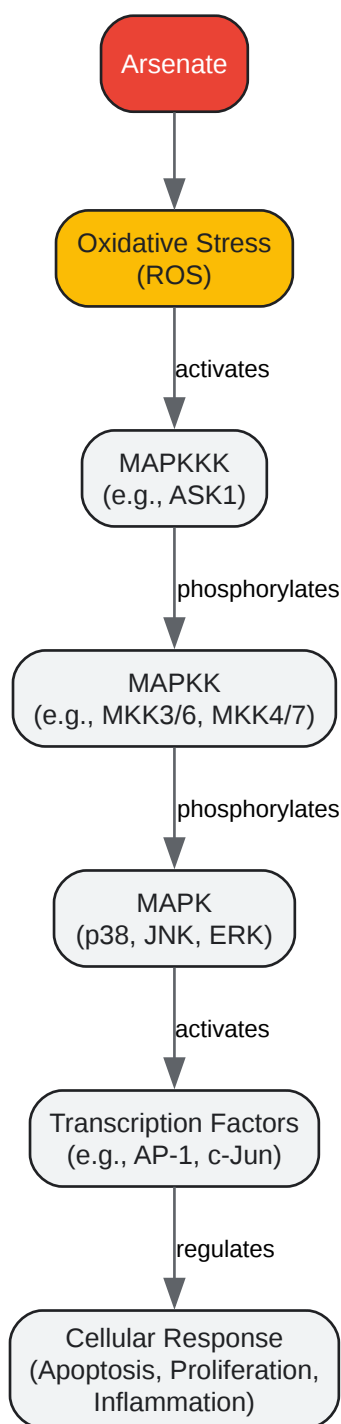 Arsenate
Oxidative Stress
(ROS)
activates
MAPKKK
(e.g., ASK1)
phosphorylates
MAPKK
(e.g., MKK3/6, MKK4/7)
phosphorylates
MAPK
(p38, JNK, ERK)
activates
Transcription Factors
(e.g., AP-1, c-Jun)
regulates
Cellular Response
(Apoptosis, Proliferation,
Inflammation)